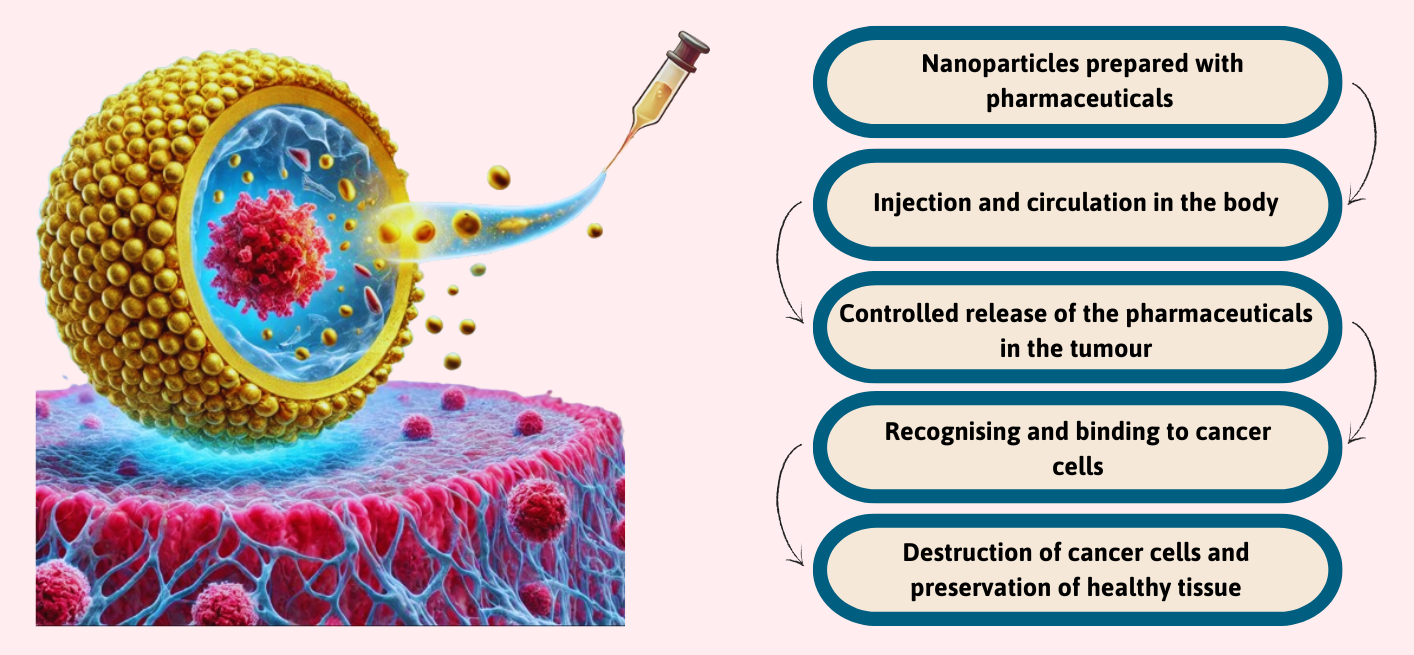 Nanoparticles prepared with
pharmaceuticals
Injection and circulation in the body
Controlled release of the pharmaceuticals
in the tumour
Recognising and binding to cancer
cells
Destruction of cancer cells and
preservation of healthy tissue